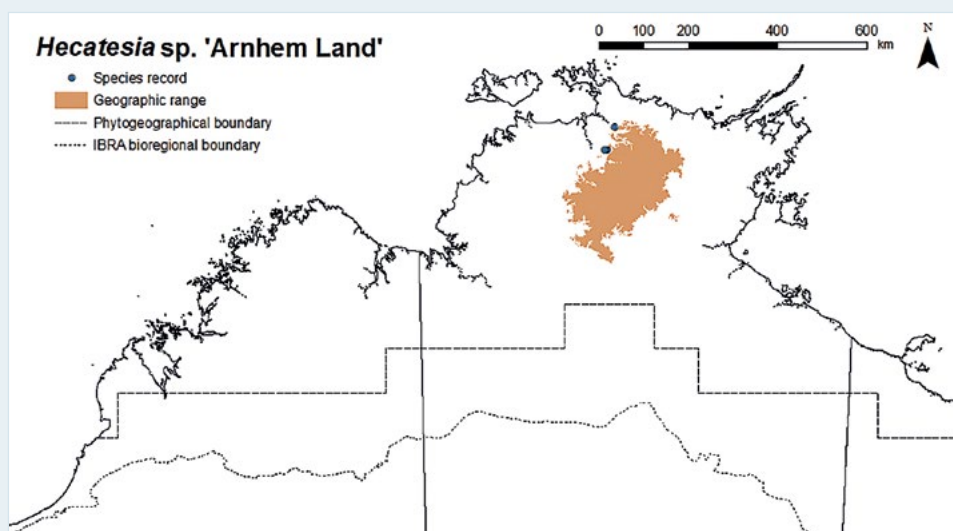 Hecatesia sp. 'Arnhem Land'
Species record
Geographic range
Phytogeographical boundary
IBRA bioregional boundary
0 100 200 400 600
km
N